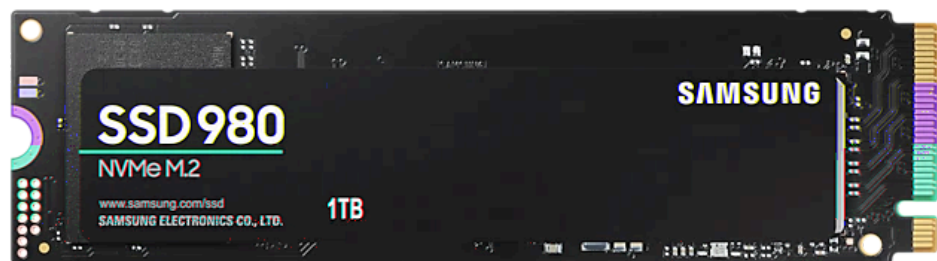 SAMSUNG
SSD 980
NVMe M.2
www.samsung.com/ssd
SAMSUNG ELECTRONICS CO., LTD.
1TB